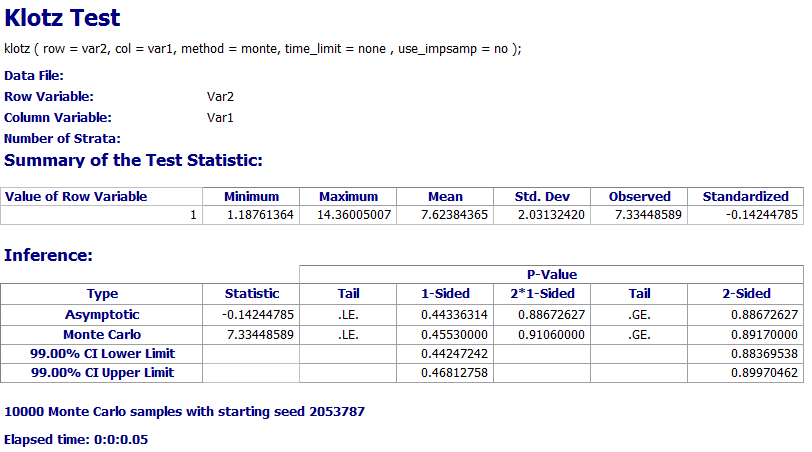 Klotz Test
klotz ( row = var2, col = var1, method = monte, time_limit = none , use_impsamp = no );
Data File:
Row Variable: Var2
Column Variable: Var1
Number of Strata:
Summary of the Test Statistic:
Value of Row Variable Minimum Maximum Mean Std. Dev Observed Standardized
1 1.18761364 14.36005007 7.62384365 2.03132420 7.33448589 -0.14244785
Inference:
P-Value
Type Statistic Tail 1-Sided 2*1-Sided Tail 2-Sided
Asymptotic -0.14244785 .LE. 0.44336314 0.88672627 .GE. 0.88672627
Monte Carlo 7.33448589 .LE. 0.45530000 0.91060000 .GE. 0.89170000
99.00% CI Lower Limit 0.44247242 0.88369538
99.00% CI Upper Limit 0.46812758 0.89970462
10000 Monte Carlo samples with starting seed 2053787
Elapsed time: 0:0:0.05